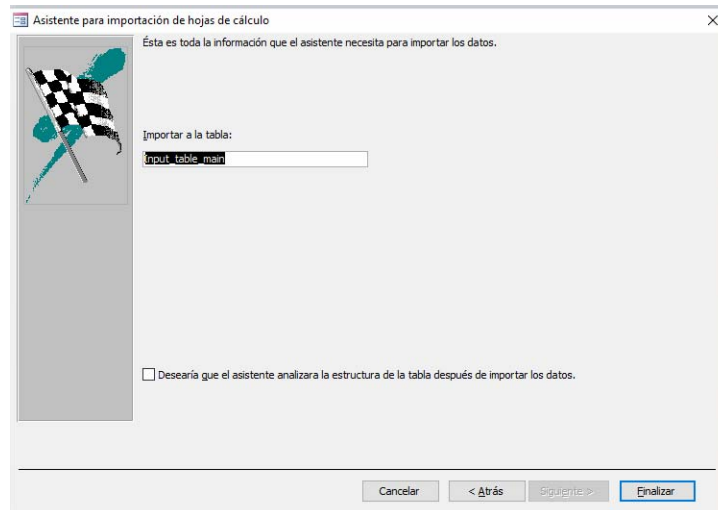 Asistente para importación de hojas de cálculo
Ésta es toda la información que el asistente necesita para importar los datos.
Importar a la tabla:
Input_table_main
Desearía que el asistente analizara la estructura de la tabla después de importar los datos.
Cancelar
< Atrás
Siguiente >
Finalizar